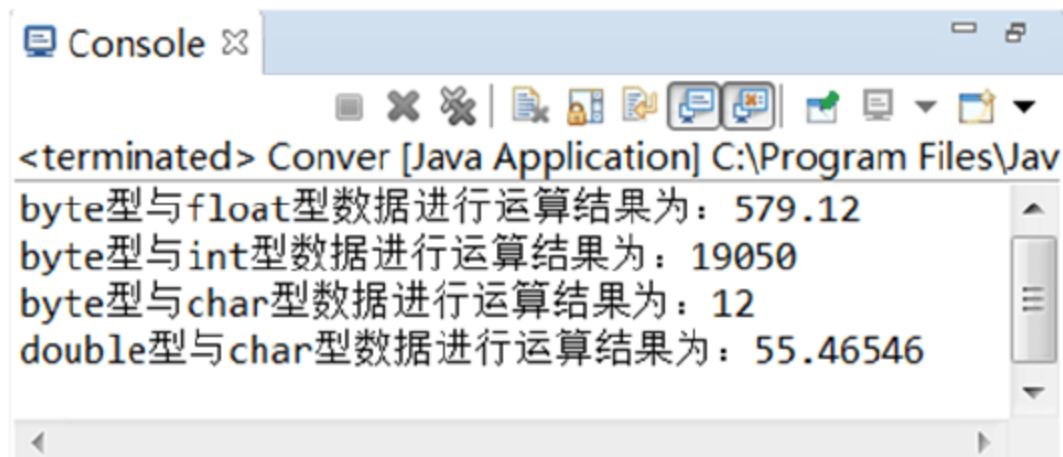 Console
<terminated> Conver [Java Application] C:\Program Files\Jav
byte型与float型数据进行运算结果为：579.12
byte型与int型数据进行运算结果为：19050
byte型与char型数据进行运算结果为：12
double型与char型数据进行运算结果为：55.46546